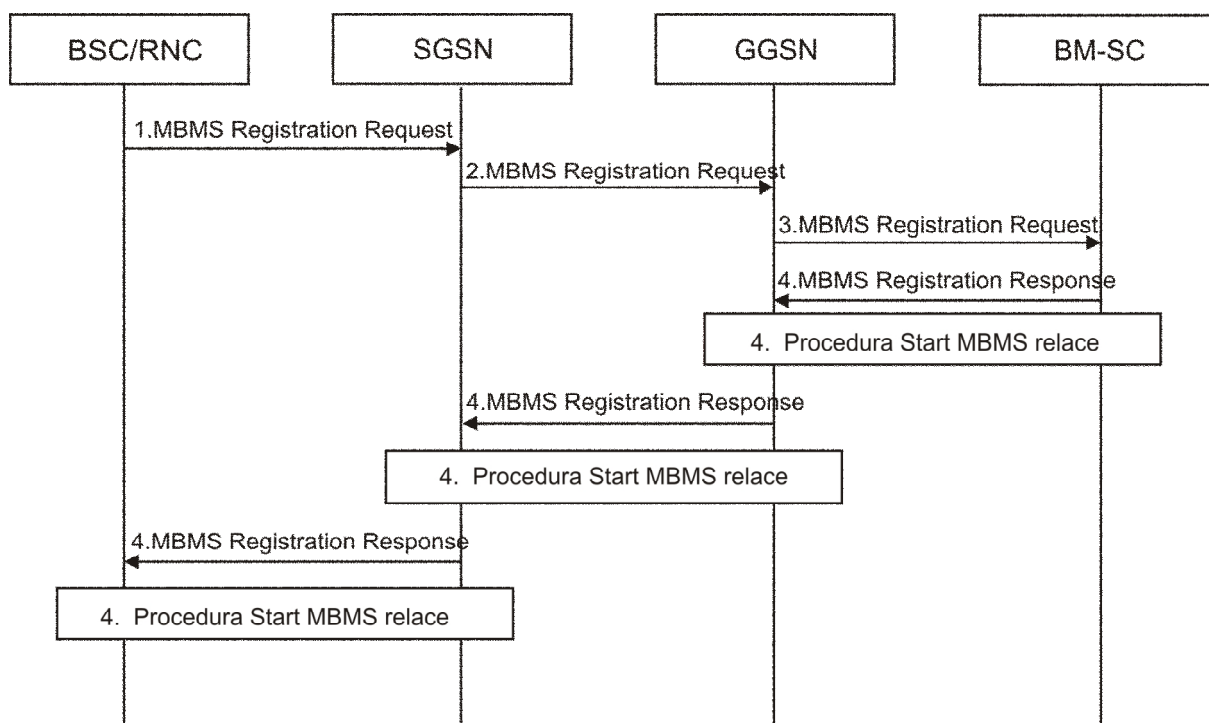 BSC/RNC
SGSN
GGSN
BM-SC
1.MBMS Registration Request
2.MBMS Registration Request
3.MBMS Registration Request
4.MBMS Registration Response
4. Procedura Start MBMS relace
4.MBMS Registration Response
4. Procedura Start MBMS relace
4.MBMS Registration Response
4. Procedura Start MBMS relace